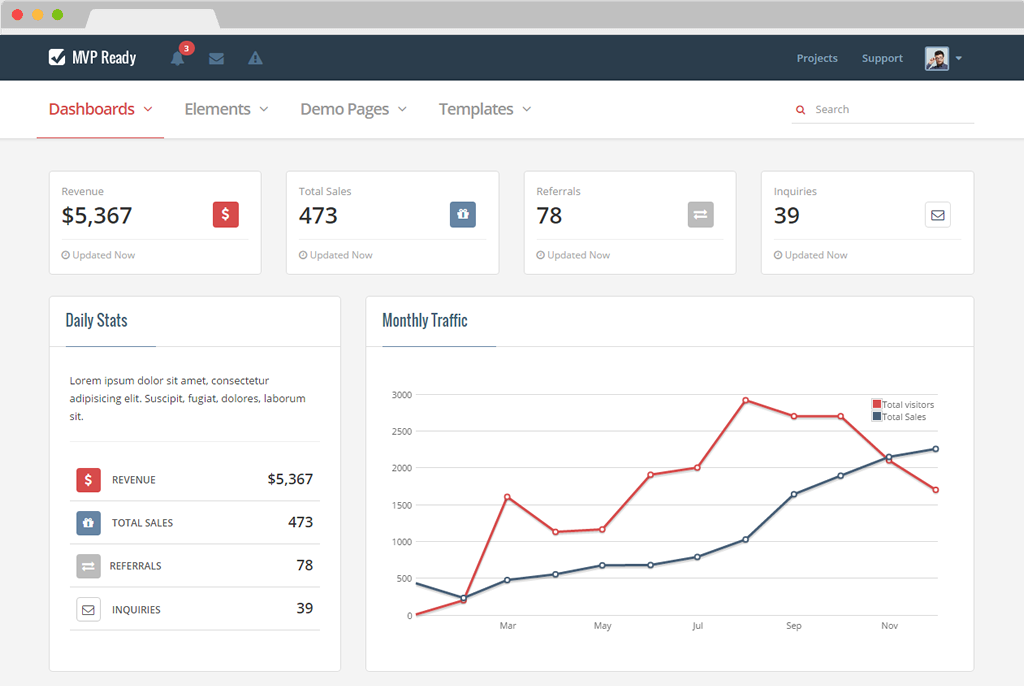 MVP Ready
3
Projects
Support
Dashboards
Elements
Demo Pages
Templates
Search
Revenue
$5,367
$
Updated Now
Total Sales
473
Updated Now
Referrals
78
Updated Now
Inquiries
39
Updated Now
Daily Stats
Lorem ipsum dolor sit amet, consectetur
adipisicing elit. Suscipit, fugiat, dolores, laborum
sit.
$ REVENUE $5,367
TOTAL SALES 473
REFERRALS 78
INQUIRIES 39
Monthly Traffic
3000
2500
2000
1500
1000
500
0
Total visitors
Total Sales
Mar
May
Jul
Sep
Nov